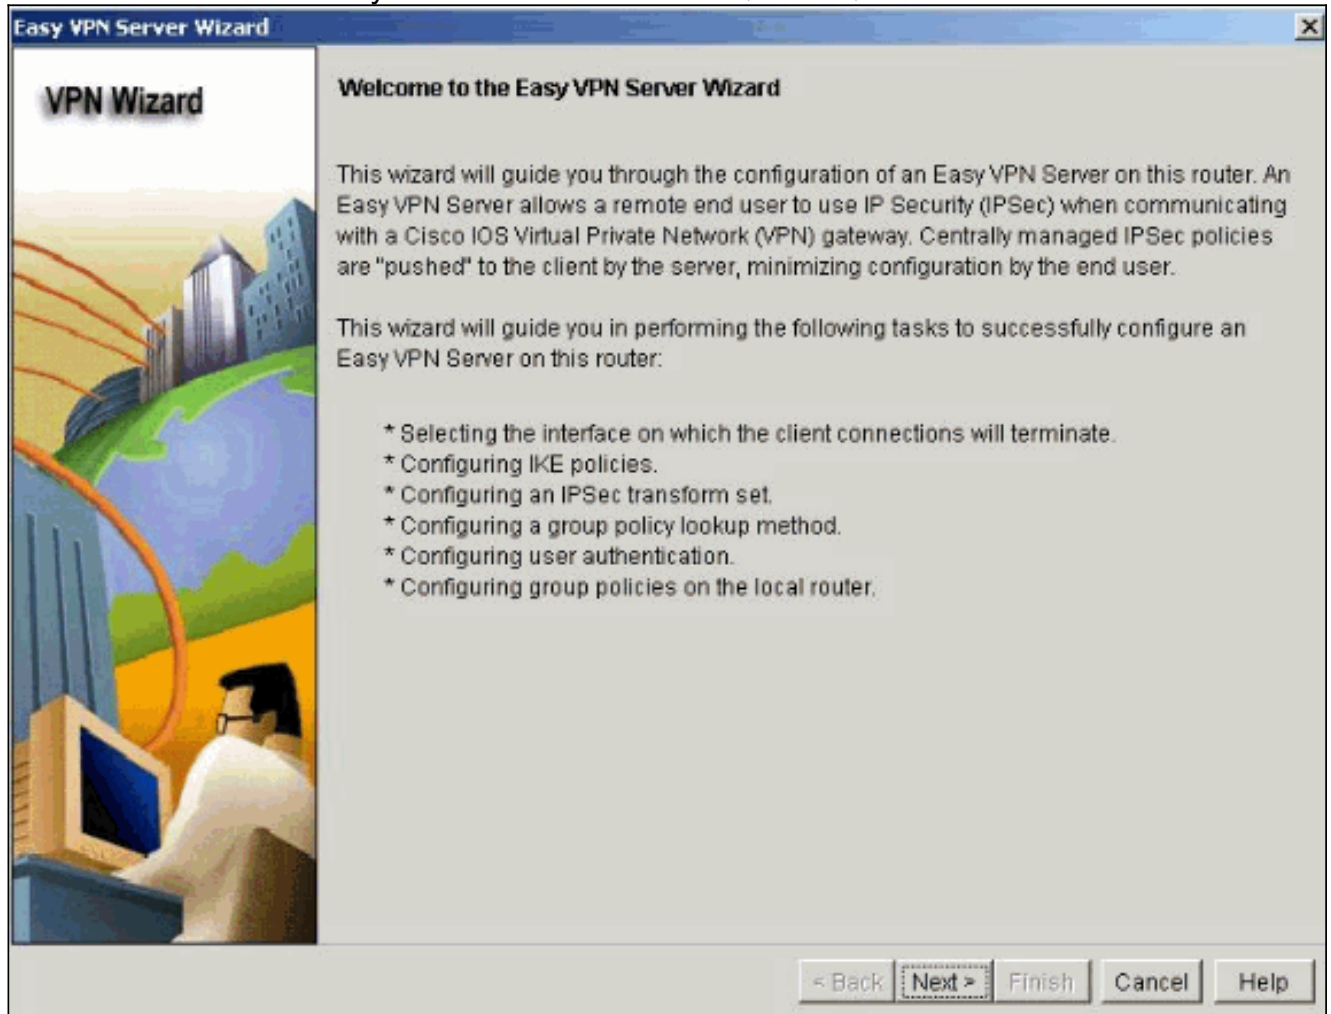 Easy VPN Server Wizard
VPN Wizard
Welcome to the Easy VPN Server Wizard
This wizard will guide you through the configuration of an Easy VPN Server on this router. An
Easy VPN Server allows a remote end user to use IP Security (IPSec) when communicating
with a Cisco IOS Virtual Private Network (VPN) gateway. Centrally managed IPSec policies
are "pushed" to the client by the server, minimizing configuration by the end user.
This wizard will guide you in performing the following tasks to successfully configure an
Easy VPN Server on this router:
* Selecting the interface on which the client connections will terminate.
* Configuring IKE policies.
* Configuring an IPSec transform set.
* Configuring a group policy lookup method.
* Configuring user authentication.
* Configuring group policies on the local router.
< Back Next > Finish Cancel Help